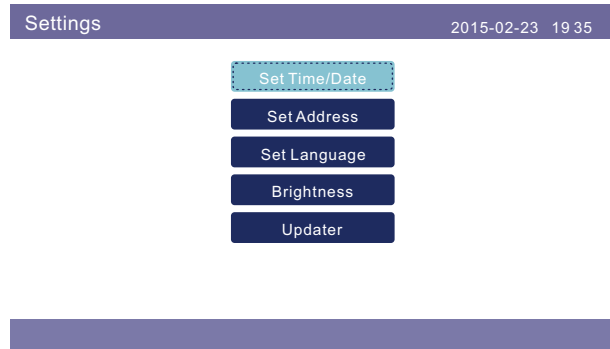 Settings 2015-02-23 19 35
Set Time/Date
Set Address
Set Language
Brightness
Updater